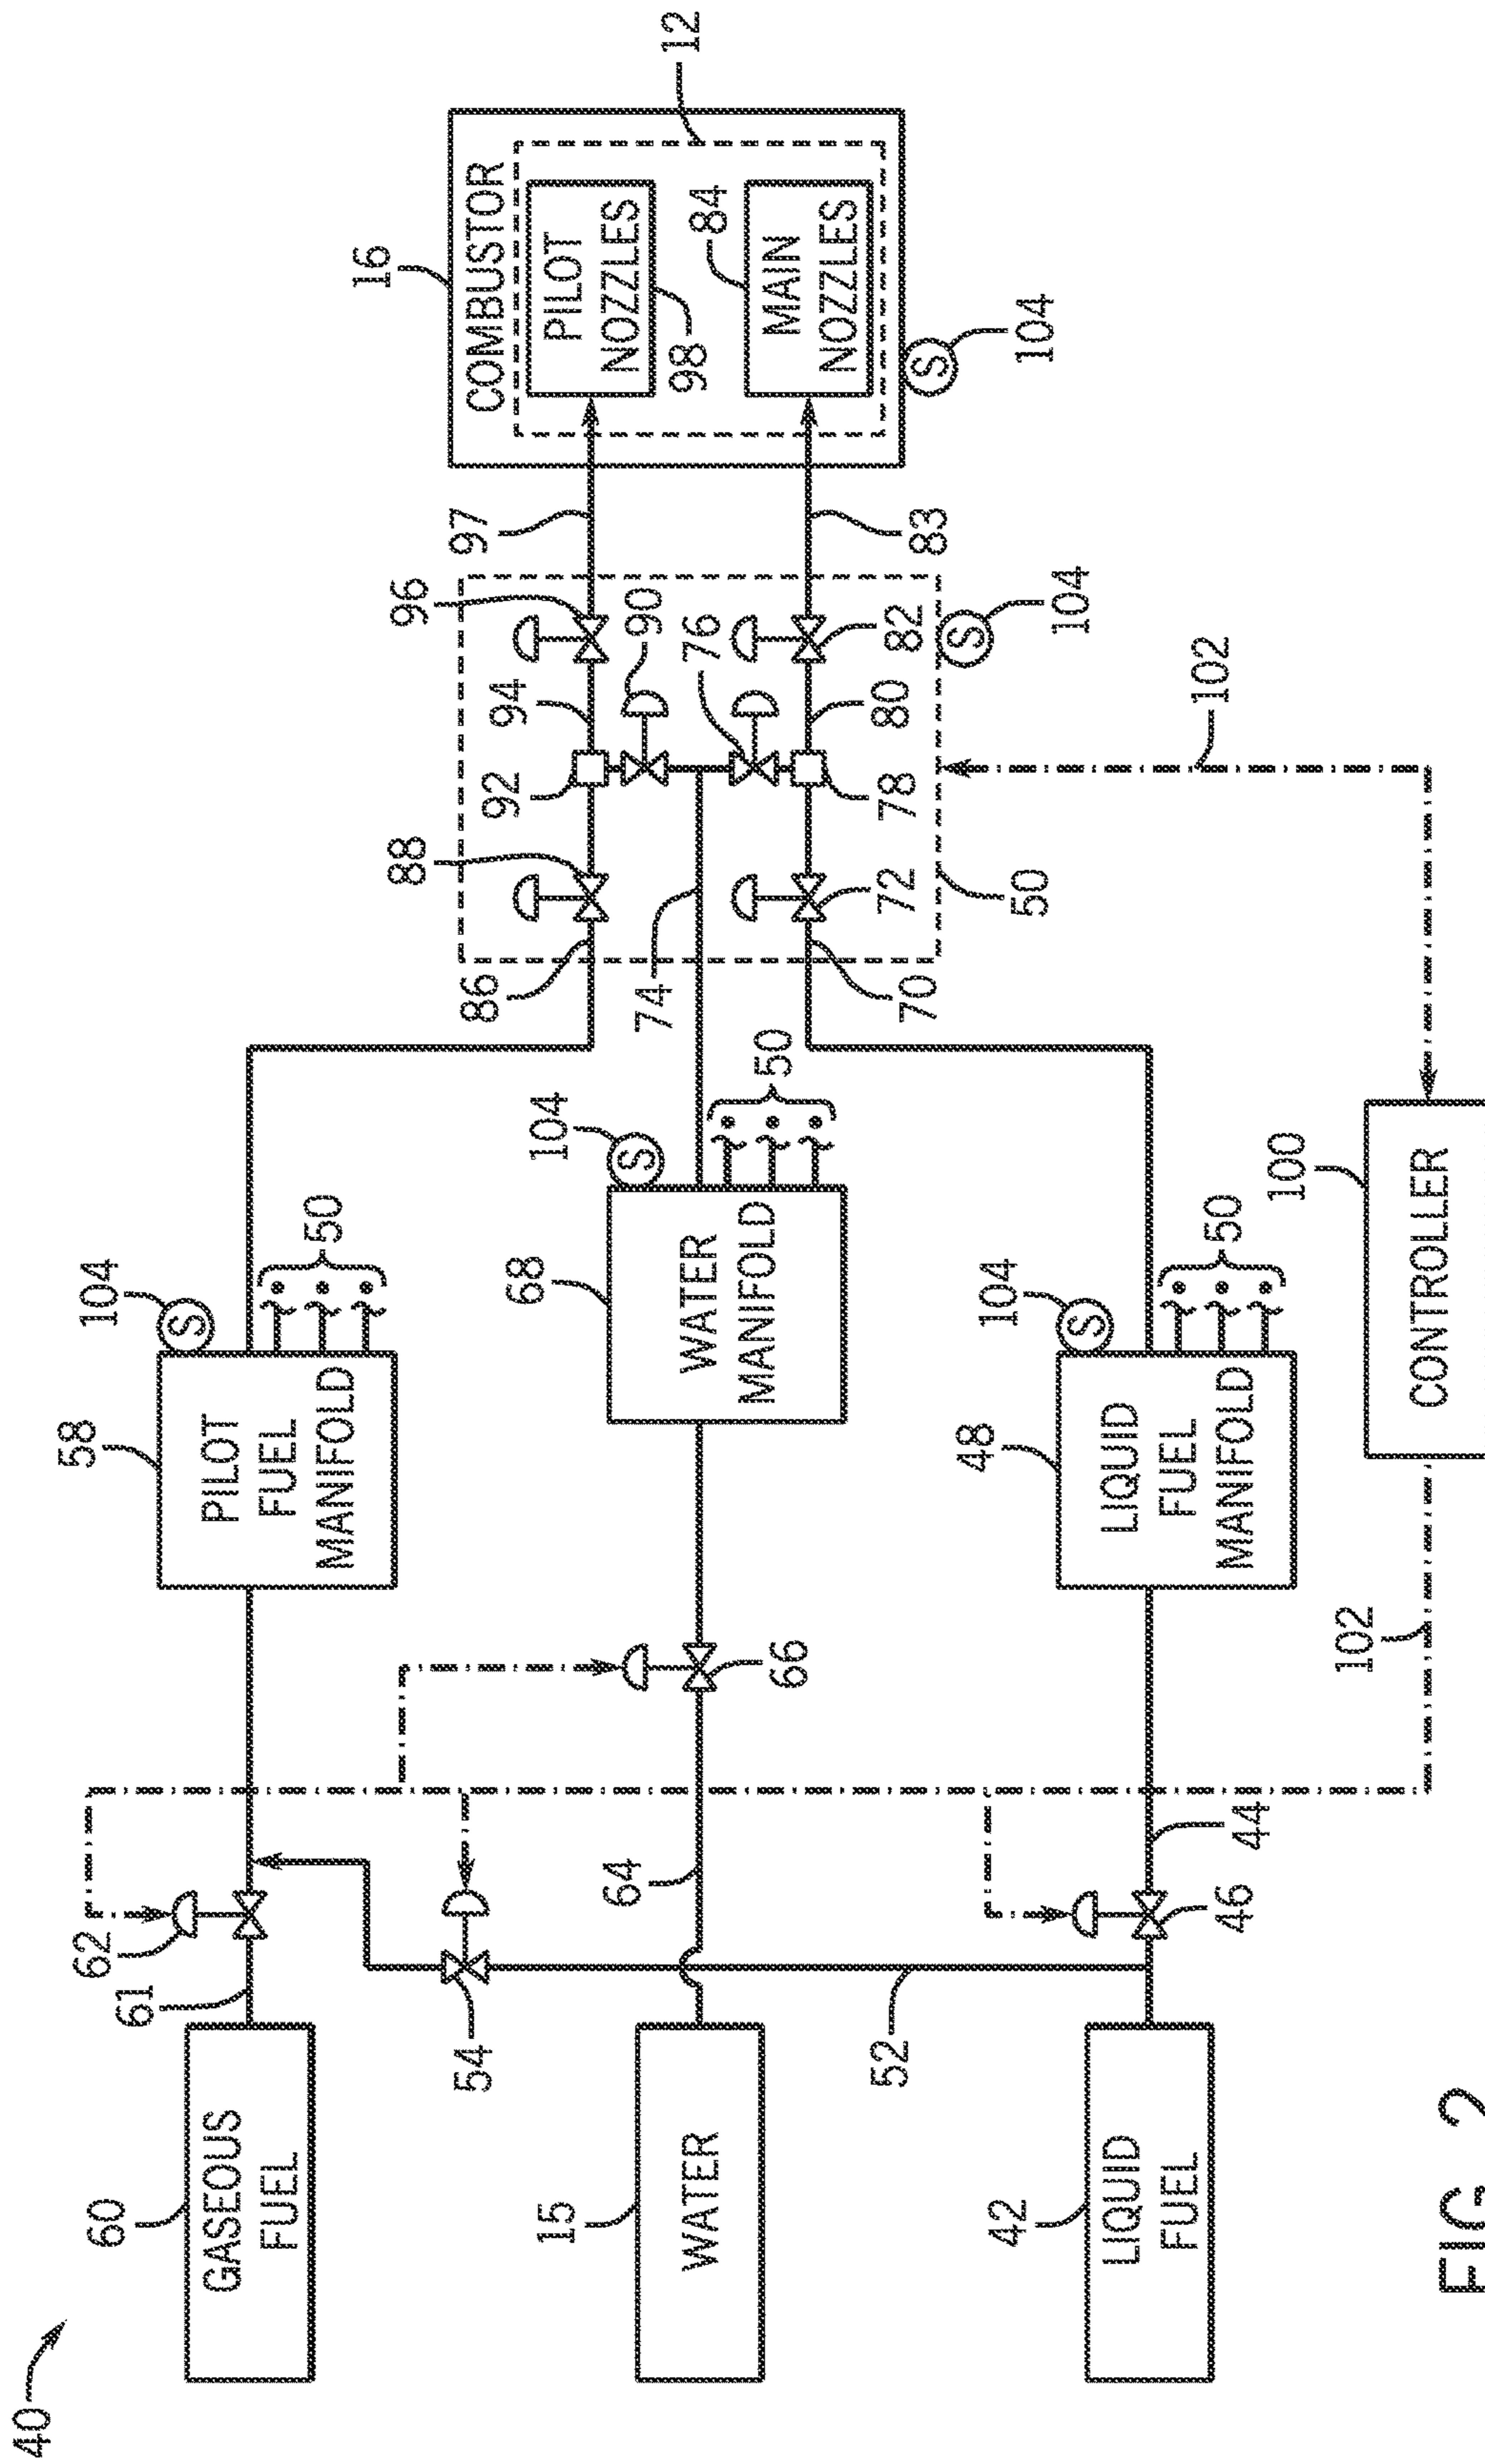 40
58
62
104
60
61
GASEOUS
FUEL
PILOT
FUEL
MANIFOLD
50
16
88
96
97
54
86
COMBUSTOR
92
94
68
104
15
PILOT
NOZZLES
64
90
74
12
98
WATER
WATER
MANIFOLD
76
84
50
MAIN
NOZZLES
66
52
80
78
72
82
70
83
48
104
42
50
104
104
S
S
S
S
S
LIQUID
FUEL
LIQUID
FUEL
MANIFOLD
102
50
46
44
100
102
CONTROLLER
FIG. 2